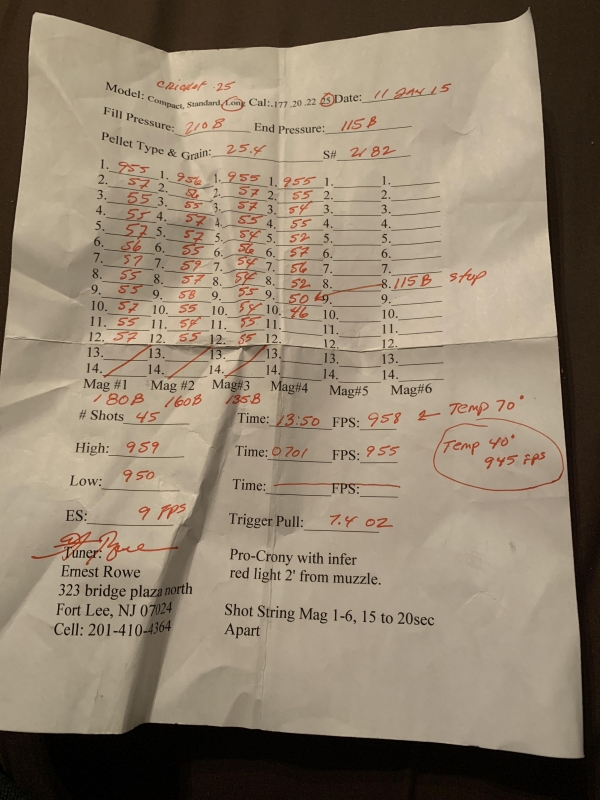 cricket .25
Model: Compact, Standard, Long Cal:.177 .20 .22 .25 Date: 11 JAN 15
Fill Pressure: 210 B End Pressure: 115 B
Pellet Type & Grain: 25.4 S# 2182
1. 955 1. 956 1. 955 1. 955 1. 1.
2. 57 2. 56 2. 57 2. 55 2. 2.
3. 55 3. 55 3. 57 3. 54 3. 3.
4. 55 4. 57 4. 55 4. 55 4. 4.
5. 57 5. 57 5. 54 5. 52 5. 5.
6. 56 6. 55 6. 56 6. 57 6. 6.
7. 57 7. 59 7. 54 7. 56 7. 7.
8. 55 8. 57 8. 54 8. 52 8. 8. 115 B stop
9. 55 9. 58 9. 55 9. 50 9. 9.
10. 57 10. 55 10. 54 10. 46 10. 10.
11. 55 11. 54 11. 55 11. 11. 11.
12. 57 12. 55 12. 55 12. 12. 12.
13. 13. 13. 13. 13. 13.
14. 14. 14. 14. 14. 14.
Mag #1 Mag #2 Mag#3 Mag#4 Mag#5 Mag#6
180B 160B 135B
# Shots 45 Time: 13:50 FPS: 958 Temp 70°
High: 959 Time: 0701 FPS: 955 Temp 40°
945 FPS
Low: 950 Time: FPS:
ES: 9 FPS Trigger Pull: 7.4 OZ
Tuner:
Ernest Rowe
323 bridge plaza north
Fort Lee, NJ 07024
Cell: 201-410-4364
Pro-Crony with infer
red light 2' from muzzle.
Shot String Mag 1-6, 15 to 20sec
Apart